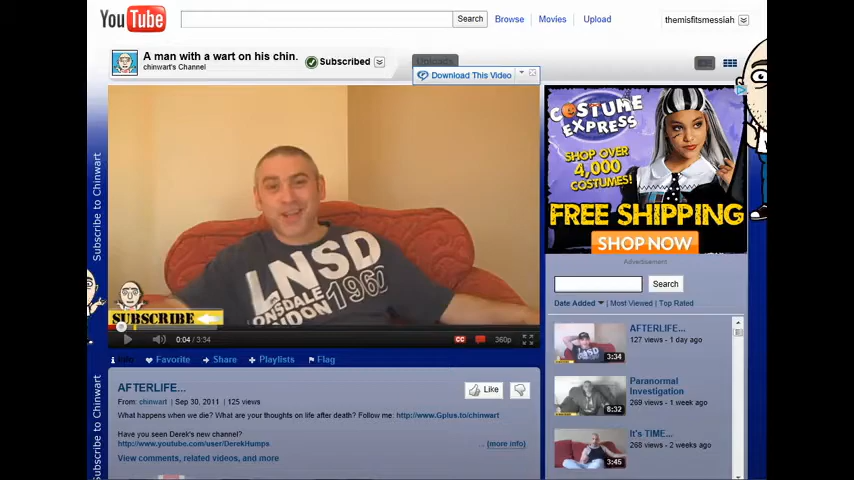 YouTube
Search
Browse
Movies
Upload
themisfitsmessiah
A man with a wart on his chin.
chinwart's Channel
Subscribed
Uploads
Download This Video
Subscribe to Chinwart
LNSD
LONSDALE
LONDON 1960
SUBSCRIBE
COSTUME
EXPRESS
SHOP OVER
4,000
COSTUMES!
FREE SHIPPING
SHOP NOW
Advertisement
Search
Date Added | Most Viewed | Top Rated
0:04 / 3:34
CC
360p
Info
Favorite
Share
Playlists
Flag
AFTERLIFE...
127 views - 1 day ago
3:34
Paranormal
Investigation
269 views - 1 week ago
8:32
It's TIME...
268 views - 2 weeks ago
3:45
AFTERLIFE...
Like
From: chinwart | Sep 30, 2011 | 125 views
What happens when we die? What are your thoughts on life after death? Follow me: http://www.Gplus.to/chinwart
Have you seen Derek's new channel?
http://www.youtube.com/user/DerekHumps
... (more info)
View comments, related videos, and more
Subscribe to Chinwart